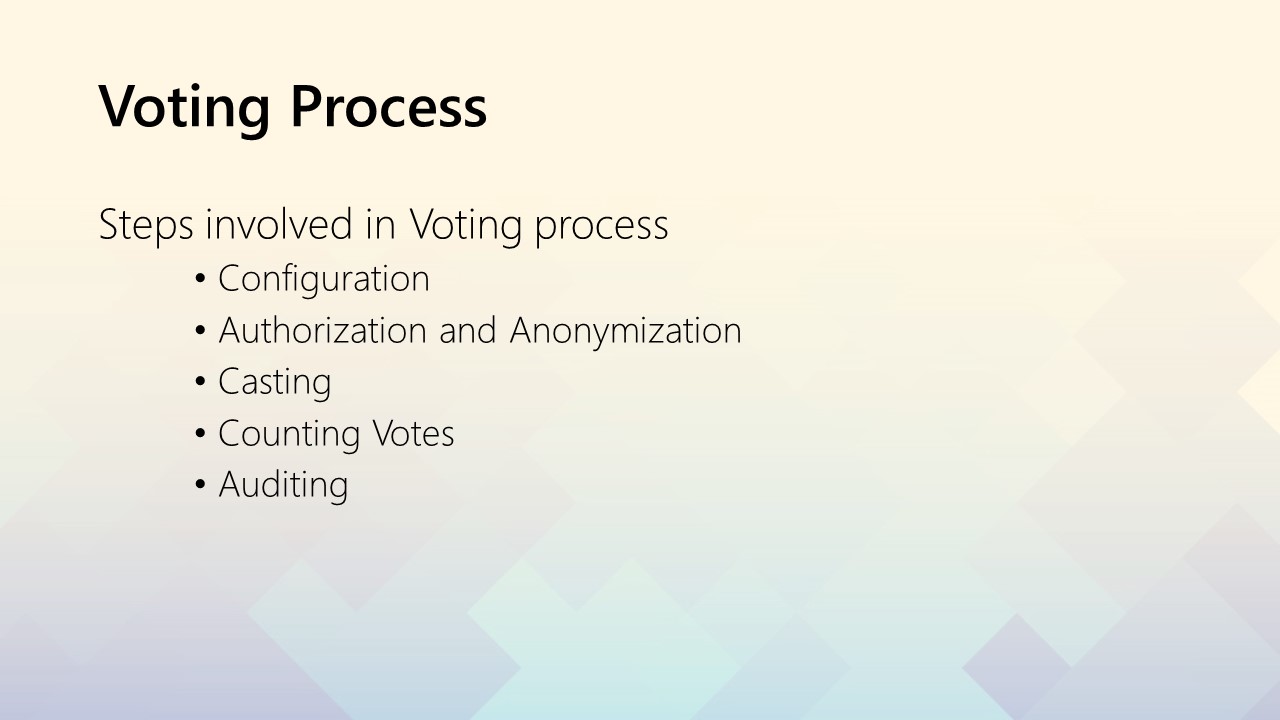 Voting Process
Steps involved in Voting process
• Configuration
• Authorization and Anonymization
• Casting
• Counting Votes
• Auditing